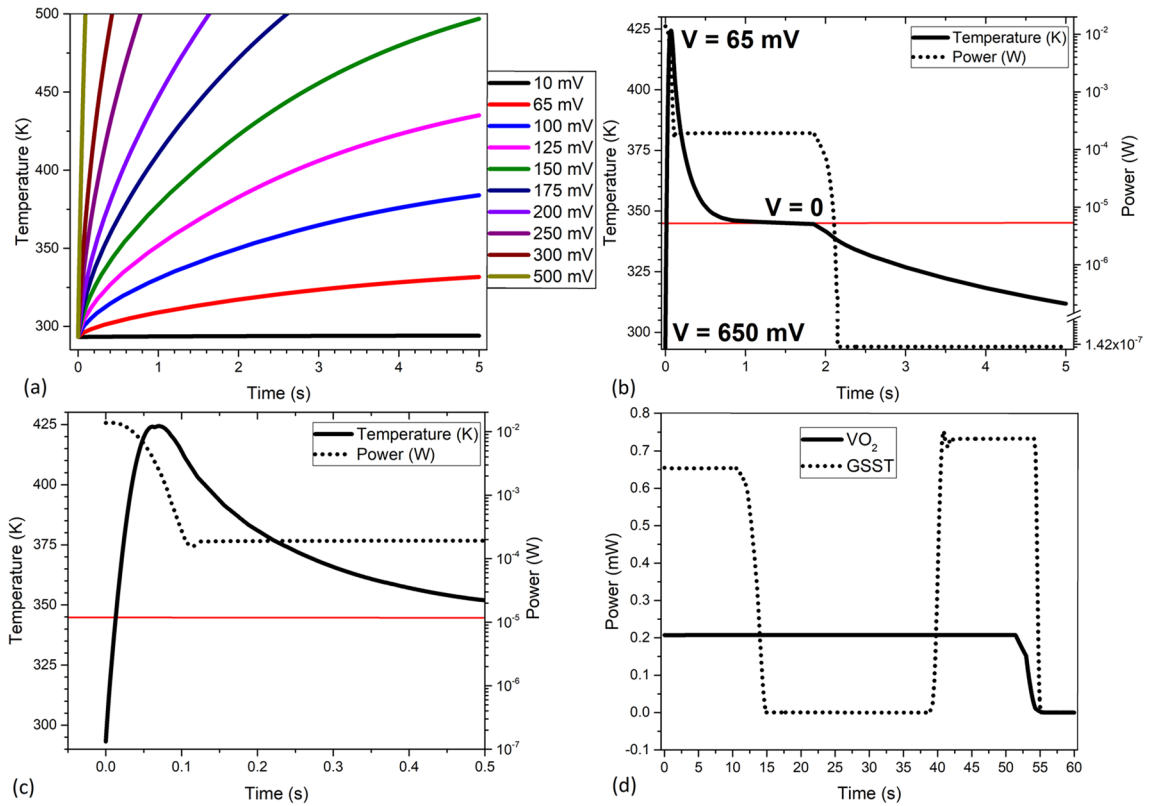 500
450
400
350
300
Temperature (K)
0 1 2 3 4 5
Time (s)
10 mV
65 mV
100 mV
125 mV
150 mV
175 mV
200 mV
250 mV
300 mV
500 mV
(a)
425
400
375
350
325
300
Temperature (K)
V = 65 mV
Temperature (K)
Power (W)
V = 0
V = 650 mV
10⁻²
10⁻³
10⁻⁴
10⁻⁵
10⁻⁶
1.42x10⁻⁷
Power (W)
0 1 2 3 4 5
Time (s)
(b)
425
400
375
350
325
300
Temperature (K)
Temperature (K)
Power (W)
10⁻²
10⁻³
10⁻⁴
10⁻⁵
10⁻⁶
10⁻⁷
Power (W)
0.0 0.1 0.2 0.3 0.4 0.5
Time (s)
(c)
0.8
0.7
0.6
0.5
0.4
0.3
0.2
0.1
0.0
-0.1
Power (mW)
VO₂
GSST
0 5 10 15 20 25 30 35 40 45 50 55 60
Time (s)
(d)